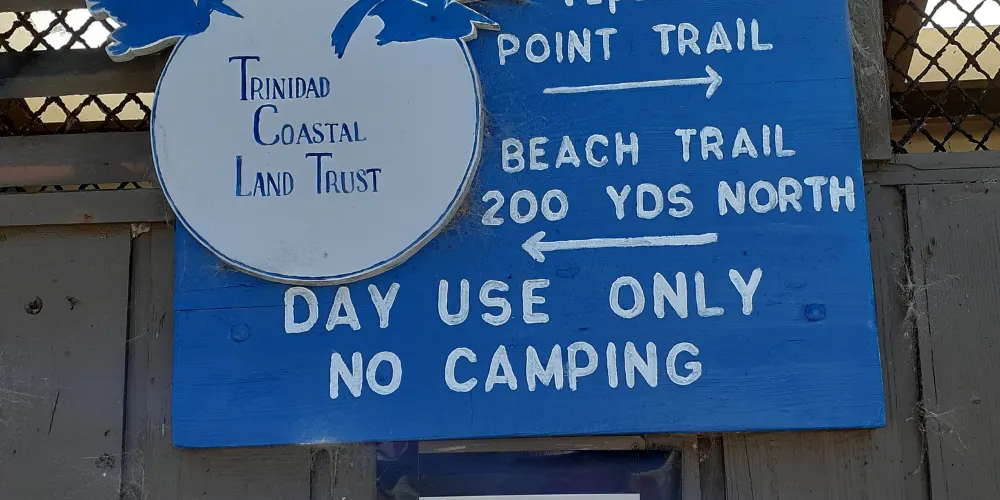 Trinidad
Coastal
Land Trust
POINT TRAIL
BEACH TRAIL
200 YDS NORTH
DAY USE ONLY
NO CAMPING